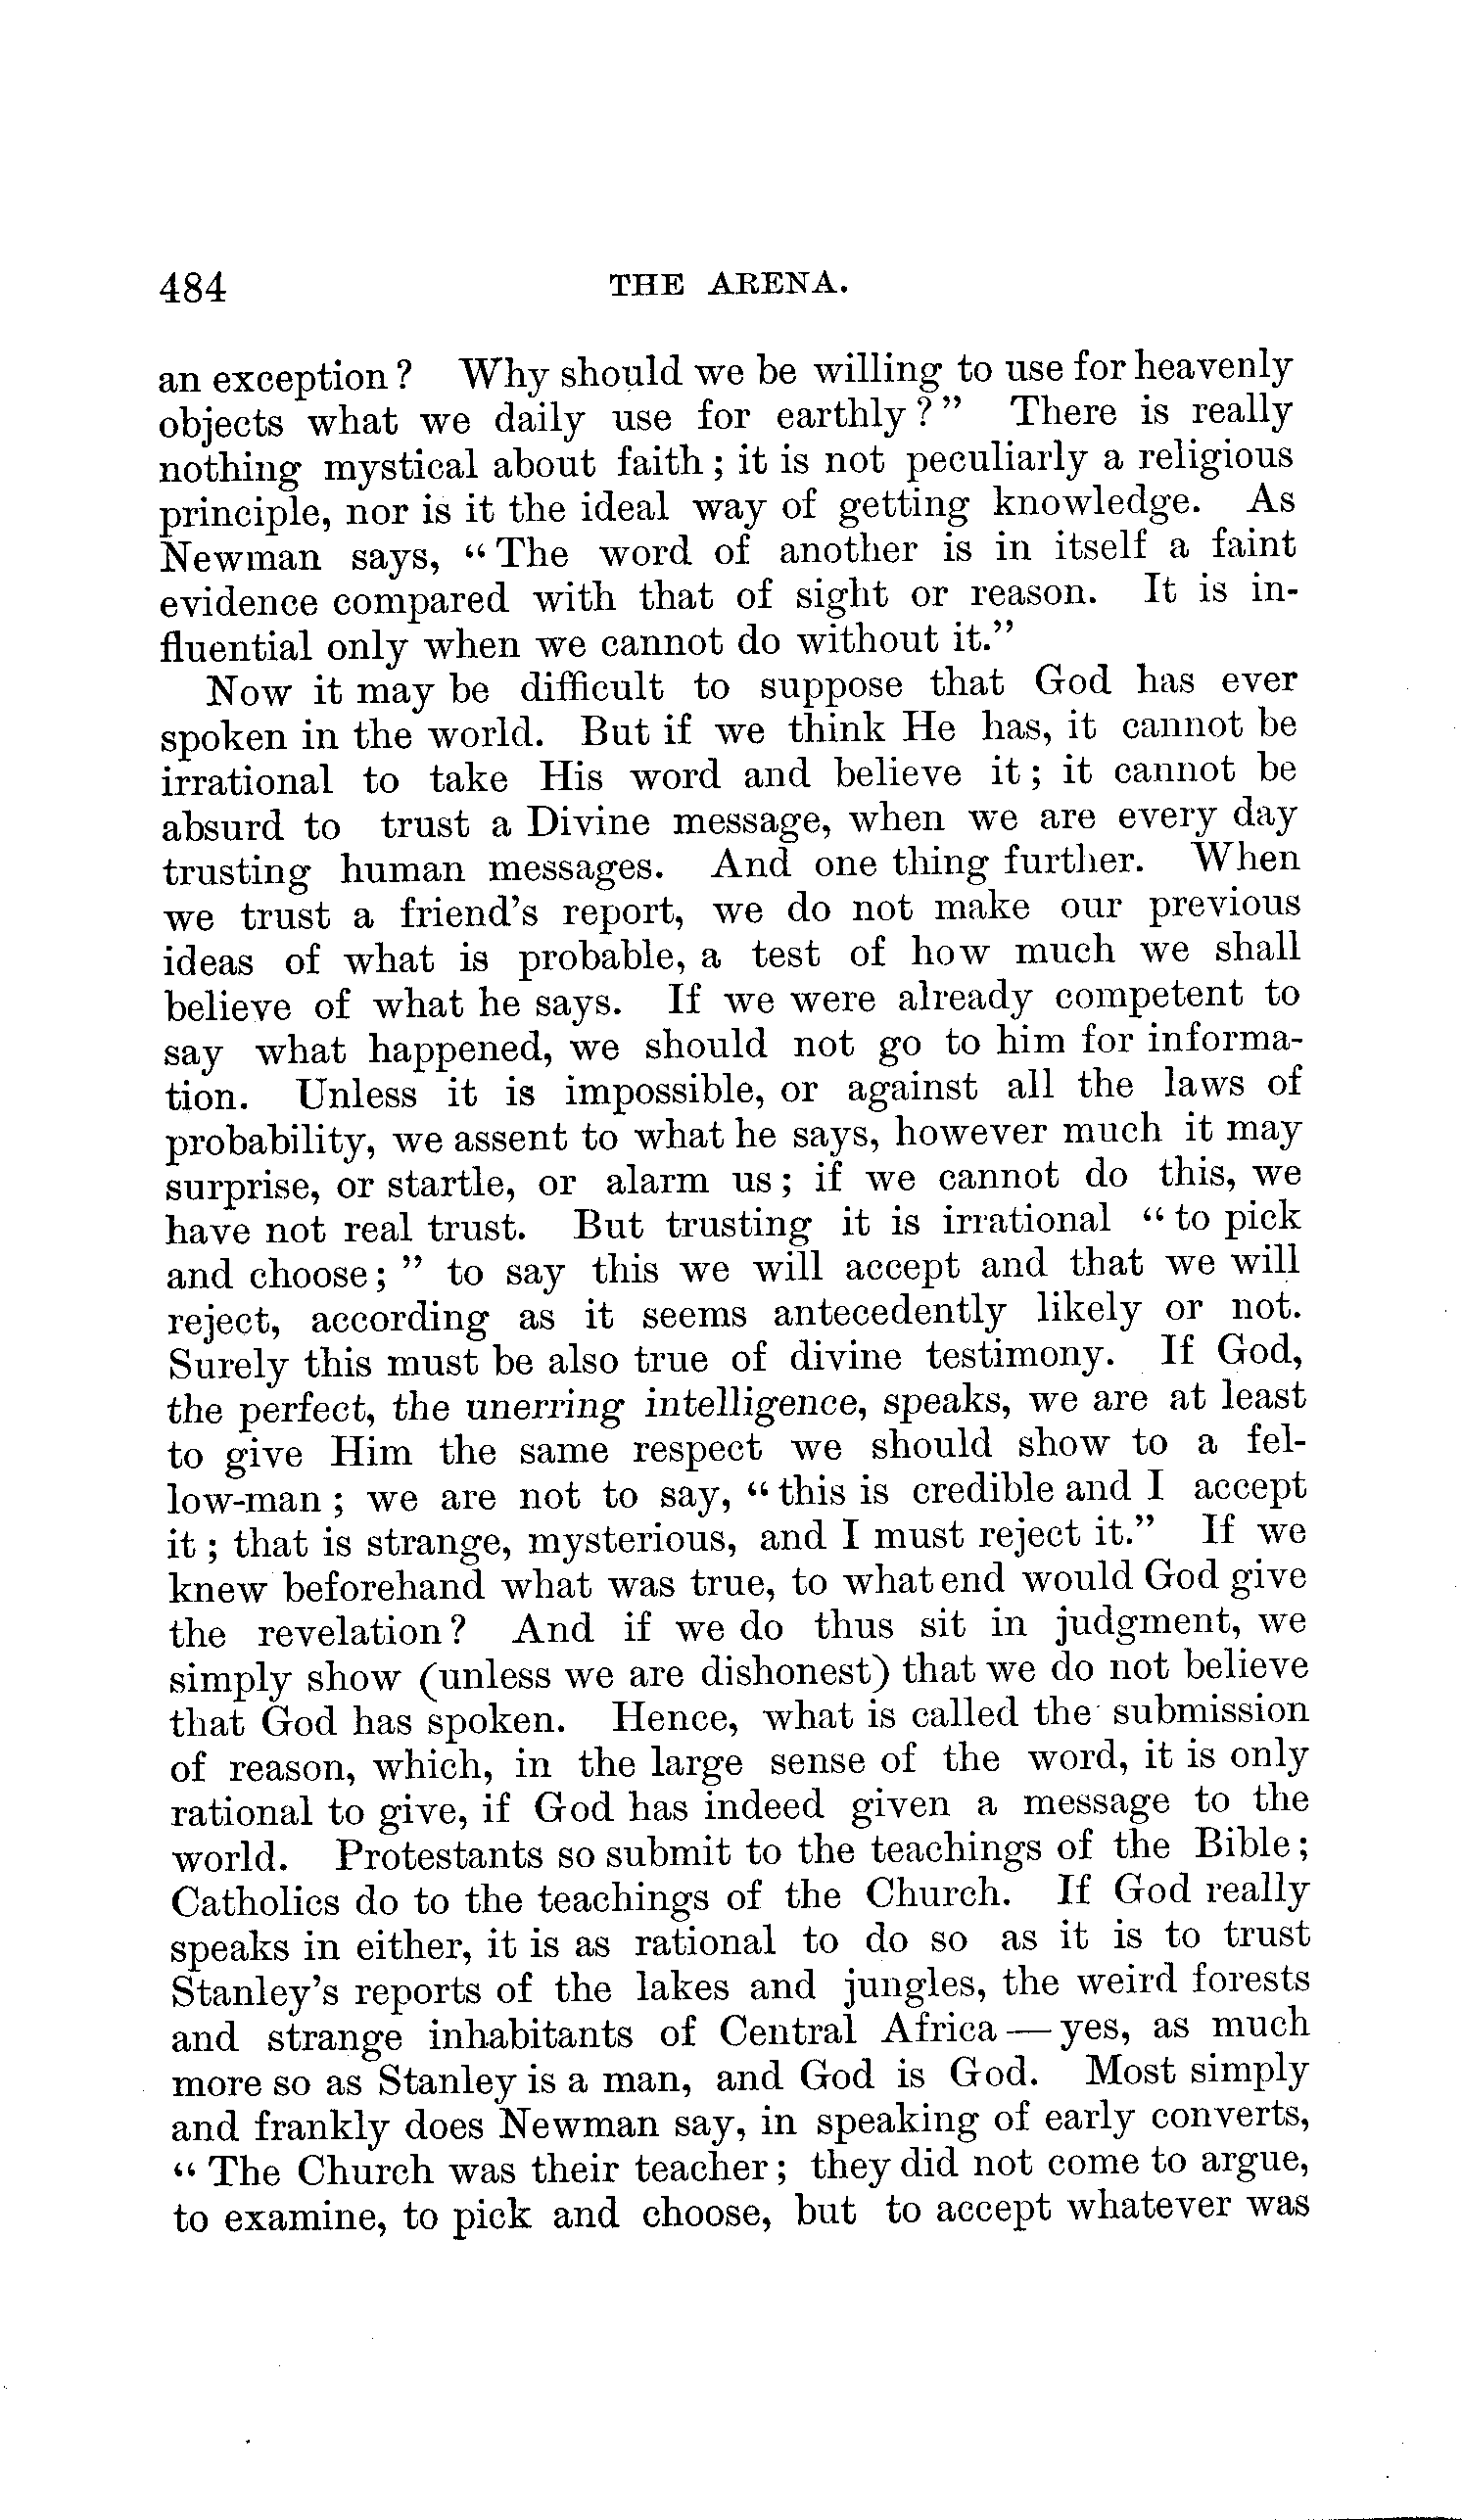 484 THE ARENA.
an exception? Why should we be willing to use for heavenly
objects what we daily use for earthly?" There is really
nothing mystical about faith; it is not peculiarly a religious
principle, nor is it the ideal way of getting knowledge. As
Newman says, "The word of another is in itself a faint
evidence compared with that of sight or reason. It is in-
fluential only when we cannot do without it."
Now it may be difficult to suppose that God has ever
spoken in the world. But if we think He has, it cannot be
irrational to take His word and believe it; it cannot be
absurd to trust a Divine message, when we are every day
trusting human messages. And one thing further. When
we trust a friend's report, we do not make our previous
ideas of what is probable, a test of how much we shall
believe of what he says. If we were already competent to
say what happened, we should not go to him for informa-
tion. Unless it is impossible, or against all the laws of
probability, we assent to what he says, however much it may
surprise, or startle, or alarm us; if we cannot do this, we
have not real trust. But trusting it is irrational "to pick
and choose;" to say this we will accept and that we will
reject, according as it seems antecedently likely or not.
Surely this must be also true of divine testimony. If God,
the perfect, the unerring intelligence, speaks, we are at least
to give Him the same respect we should show to a fel-
low-man; we are not to say, "this is credible and I accept
it; that is strange, mysterious, and I must reject it." If we
knew beforehand what was true, to what end would God give
the revelation? And if we do thus sit in judgment, we
simply show (unless we are dishonest) that we do not believe
that God has spoken. Hence, what is called the submission
of reason, which, in the large sense of the word, it is only
rational to give, if God has indeed given a message to the
world. Protestants so submit to the teachings of the Bible;
Catholics do to the teachings of the Church. If God really
speaks in either, it is as rational to do so as it is to trust
Stanley's reports of the lakes and jungles, the weird forests
and strange inhabitants of Central Africa — yes, as much
more so as Stanley is a man, and God is God. Most simply
and frankly does Newman say, in speaking of early converts,
"The Church was their teacher; they did not come to argue,
to examine, to pick and choose, but to accept whatever was